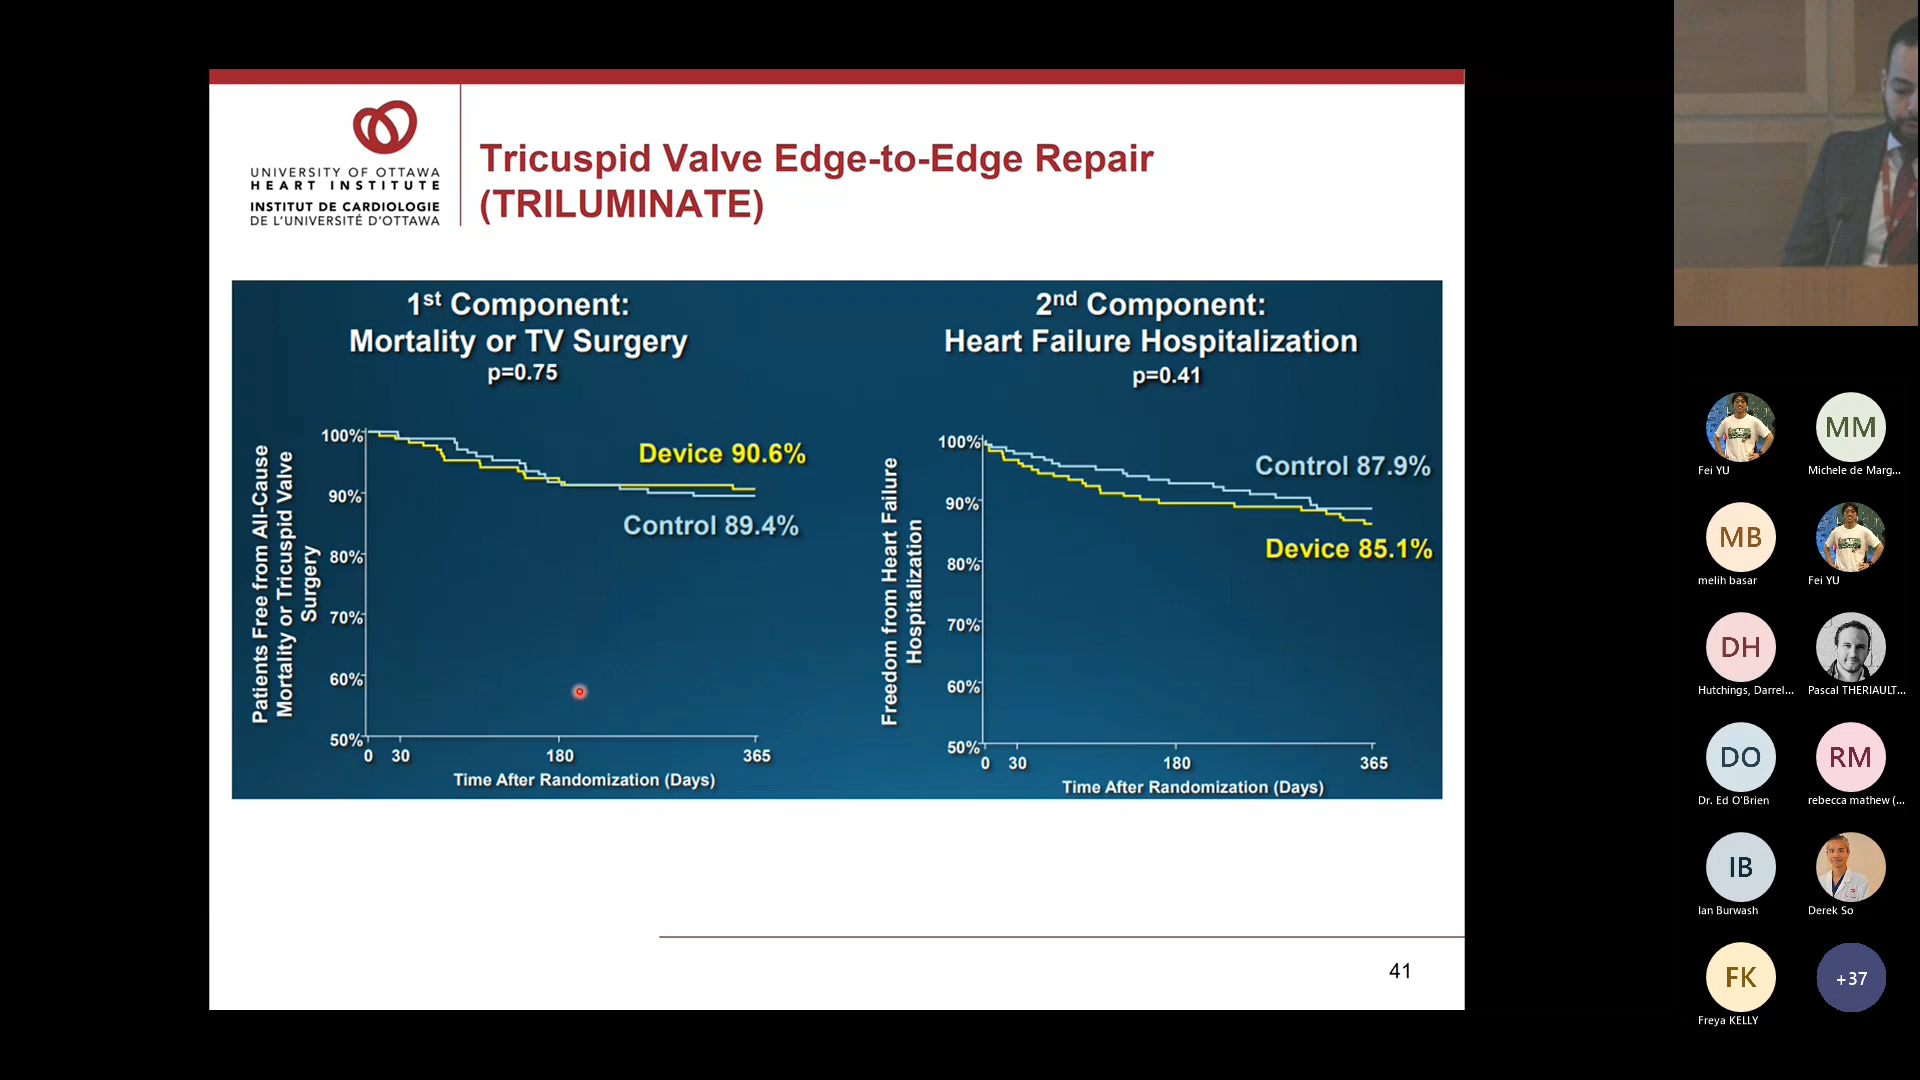 UNIVERSITY OF OTTAWA
HEART INSTITUTE
INSTITUT DE CARDIOLOGIE
DE L'UNIVERSITÉ D'OTTAWA
Tricuspid Valve Edge-to-Edge Repair
(TRILUMINATE)
1st Component:
Mortality or TV Surgery
p=0.75
Patients Free from All-Cause
Mortality or Tricuspid Valve
Surgery
100%
90%
80%
70%
60%
50%
Device 90.6%
Control 89.4%
0 30 180 365
Time After Randomization (Days)
2nd Component:
Heart Failure Hospitalization
p=0.41
Freedom from Heart Failure
Hospitalization
100%
90%
80%
70%
60%
50%
Control 87.9%
Device 85.1%
0 30 180 365
Time After Randomization (Days)
41
Fei YU
MM
Michele de Marg...
MB
melih basar
Fei YU
DH
Hutchings, Darrel...
Pascal THERIAULT...
DO
Dr. Ed O'Brien
RM
rebecca mathew (...
IB
Ian Burwash
Derek So
FK
Freya KELLY
+37